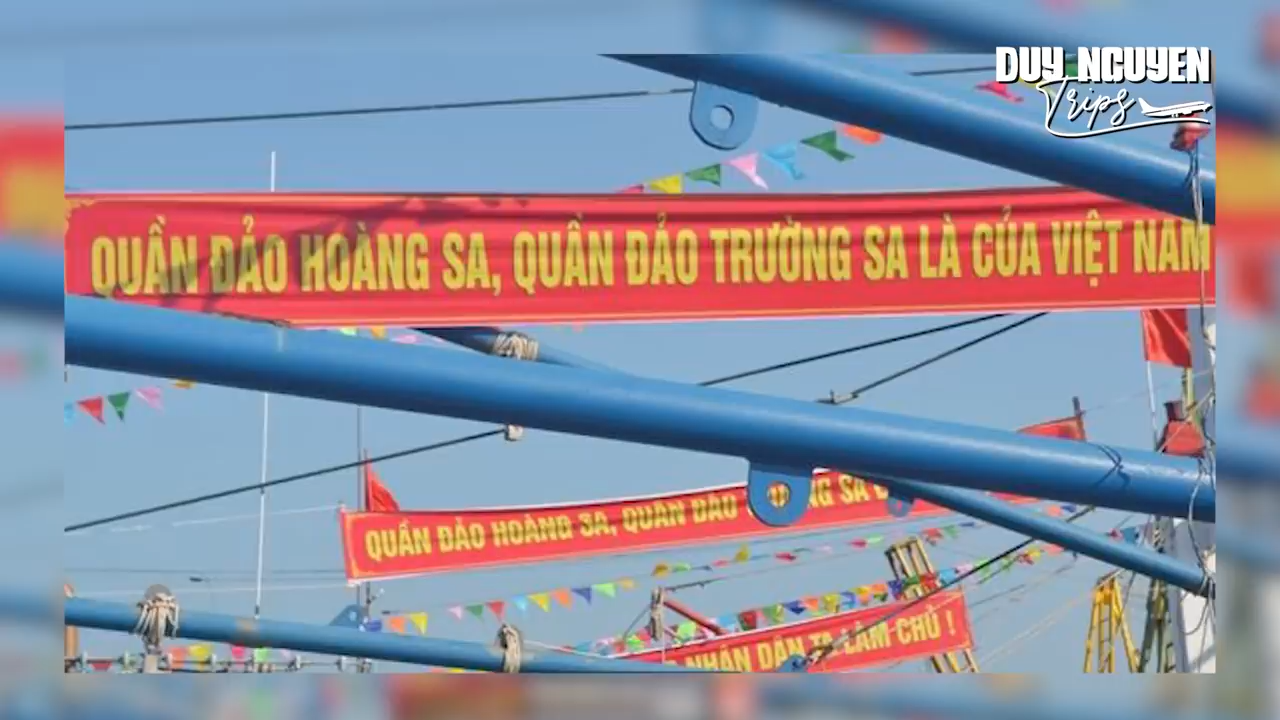 DUY NGUYEN
Trips
QUẦN ĐẢO HOÀNG SA, QUẦN ĐẢO TRƯỜNG SA LÀ CỦA VIỆT NAM
QUẦN ĐẢO HOÀNG SA, QUẦN ĐẢO SA
NHÂN DÂN TA LÀM CHỦ !